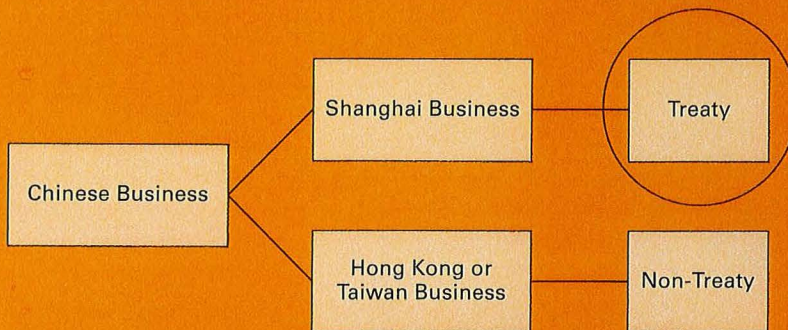 Shanghai Business
Treaty
Chinese Business
Hong Kong or
Taiwan Business
Non-Treaty